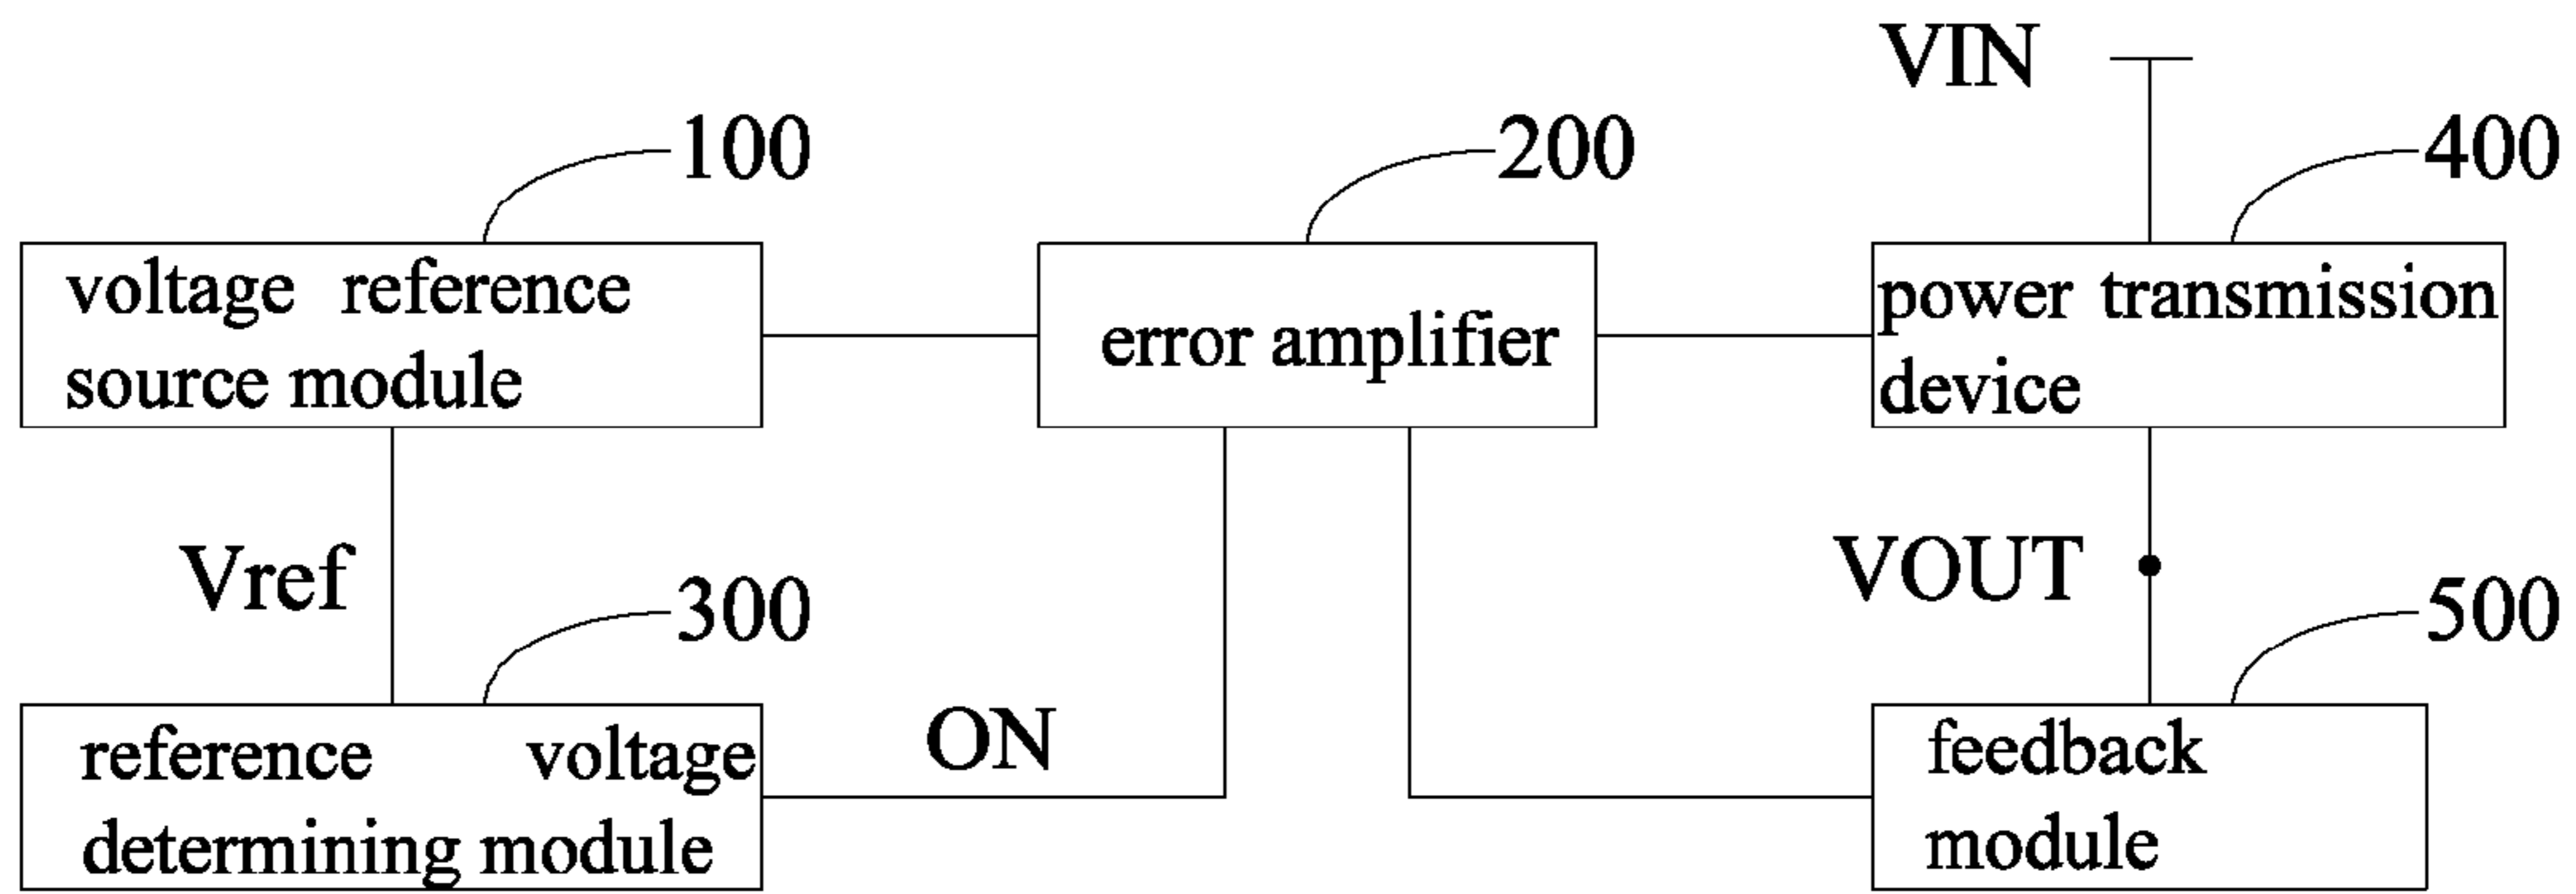 VIN
100
200
400
voltage reference
source module
error amplifier
power transmission
device
Vref
300
VOUT
500
reference voltage
determining module
ON
feedback
module